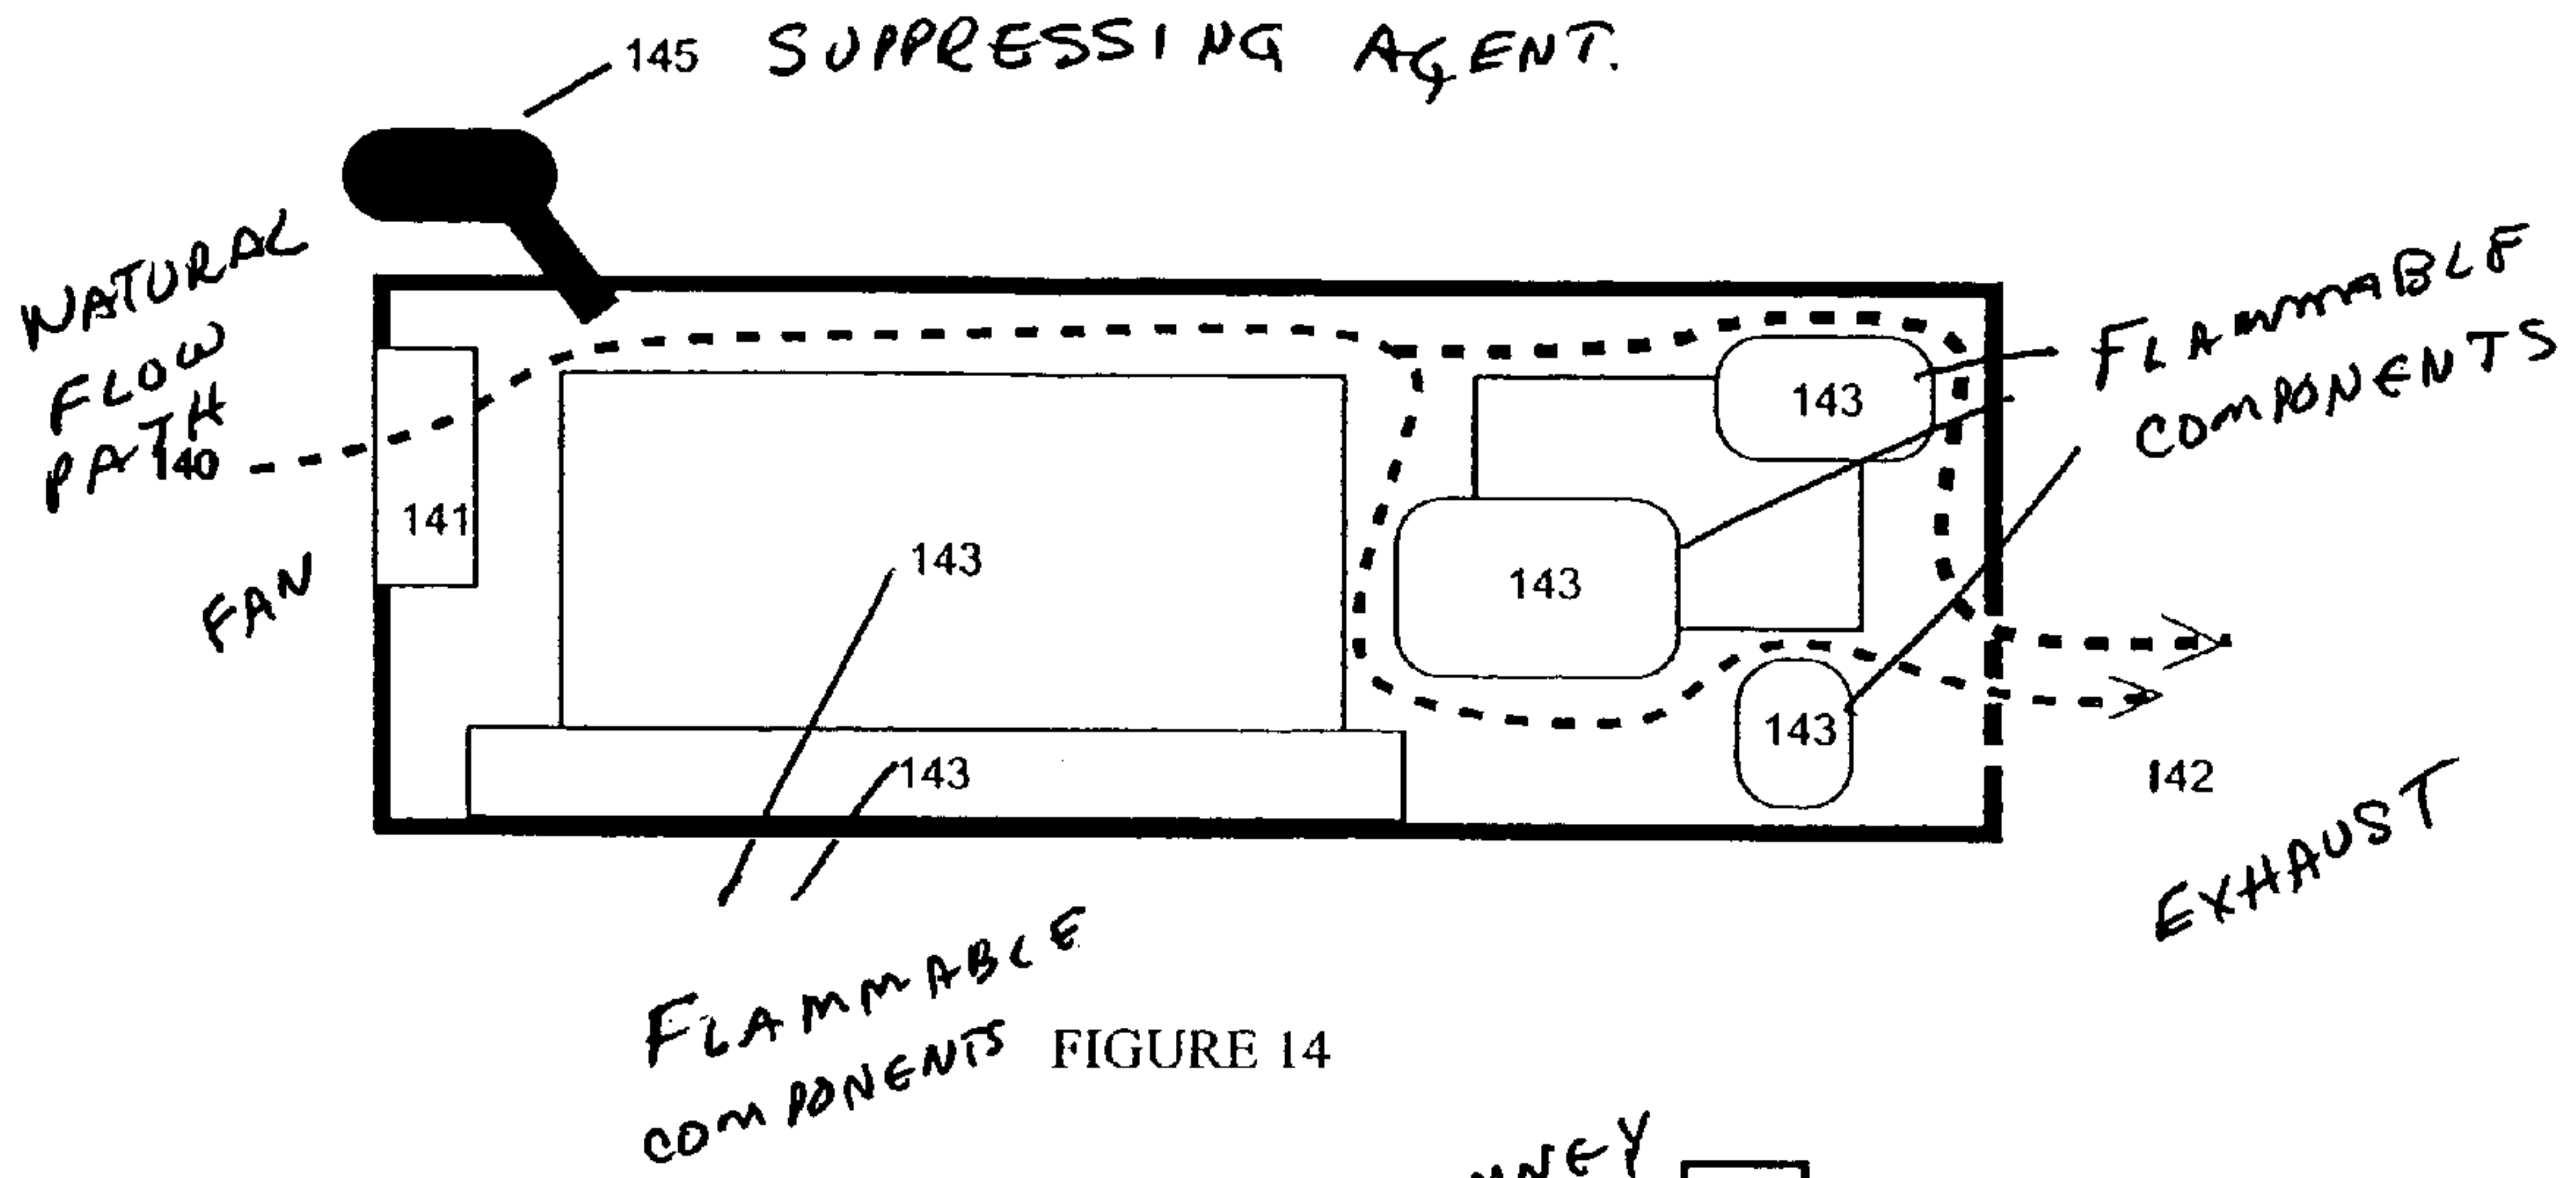 145 SUPPRESSING AGENT.
NATURAL
FLOW
PATH
140
141
FAN
143
143
143
143
143
FLAMMABLE
COMPONENTS
142
EXHAUST
FLAMMABLE
COMPONENTS
FIGURE 14